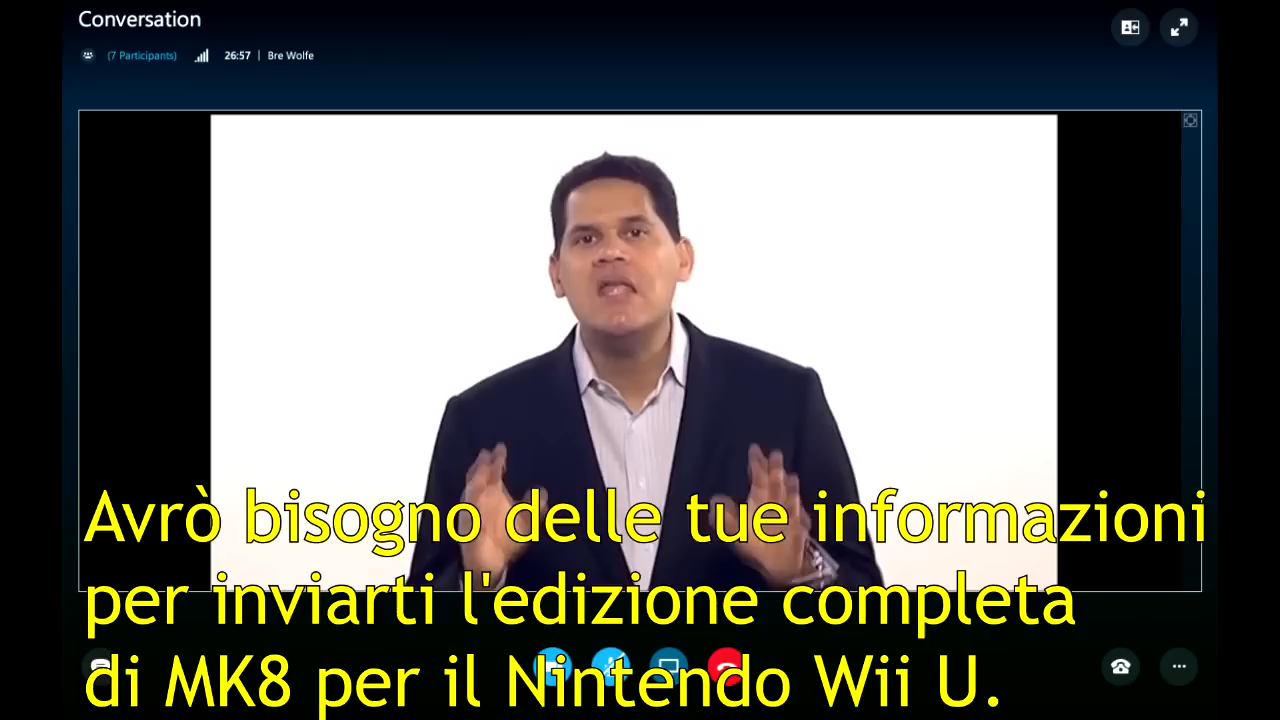 Conversation
(7 Participants) 26:57 | Bre Wolfe
Avrò bisogno delle tue informazioni
per inviarti l'edizione completa
di MK8 per il Nintendo Wii U.